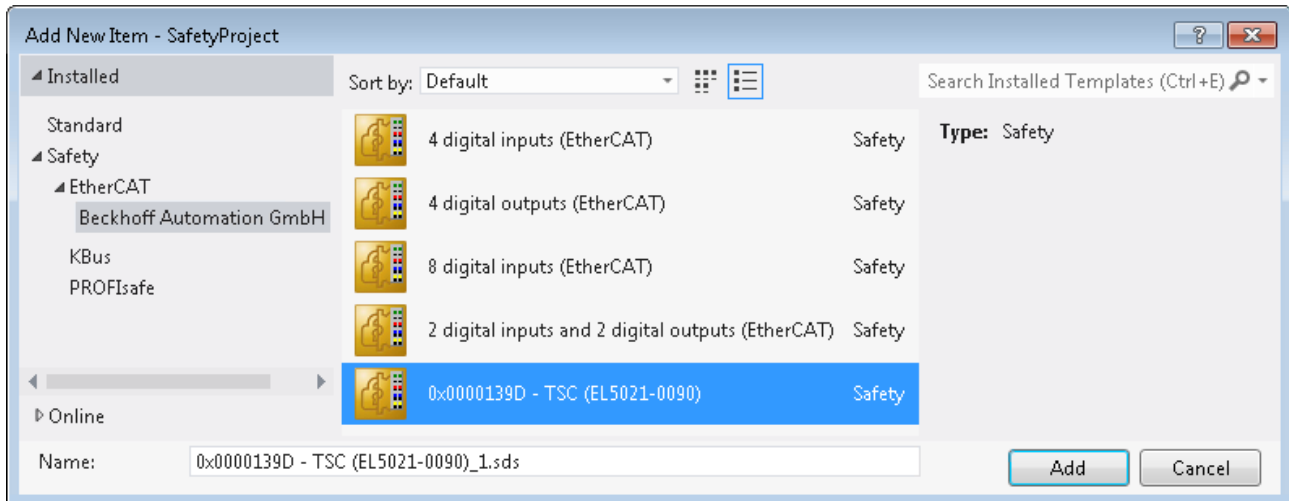 Add New Item - SafetyProject
Installed
Sort by: Default
Search Installed Templates (Ctrl+E)
Standard
Safety
EtherCAT
Beckhoff Automation GmbH
KBus
PROFIsafe
4 digital inputs (EtherCAT) Safety
4 digital outputs (EtherCAT) Safety
8 digital inputs (EtherCAT) Safety
2 digital inputs and 2 digital outputs (EtherCAT) Safety
0x0000139D - TSC (EL5021-0090) Safety
Type: Safety
Online
Name: 0x0000139D - TSC (EL5021-0090)_1.sds
Add
Cancel